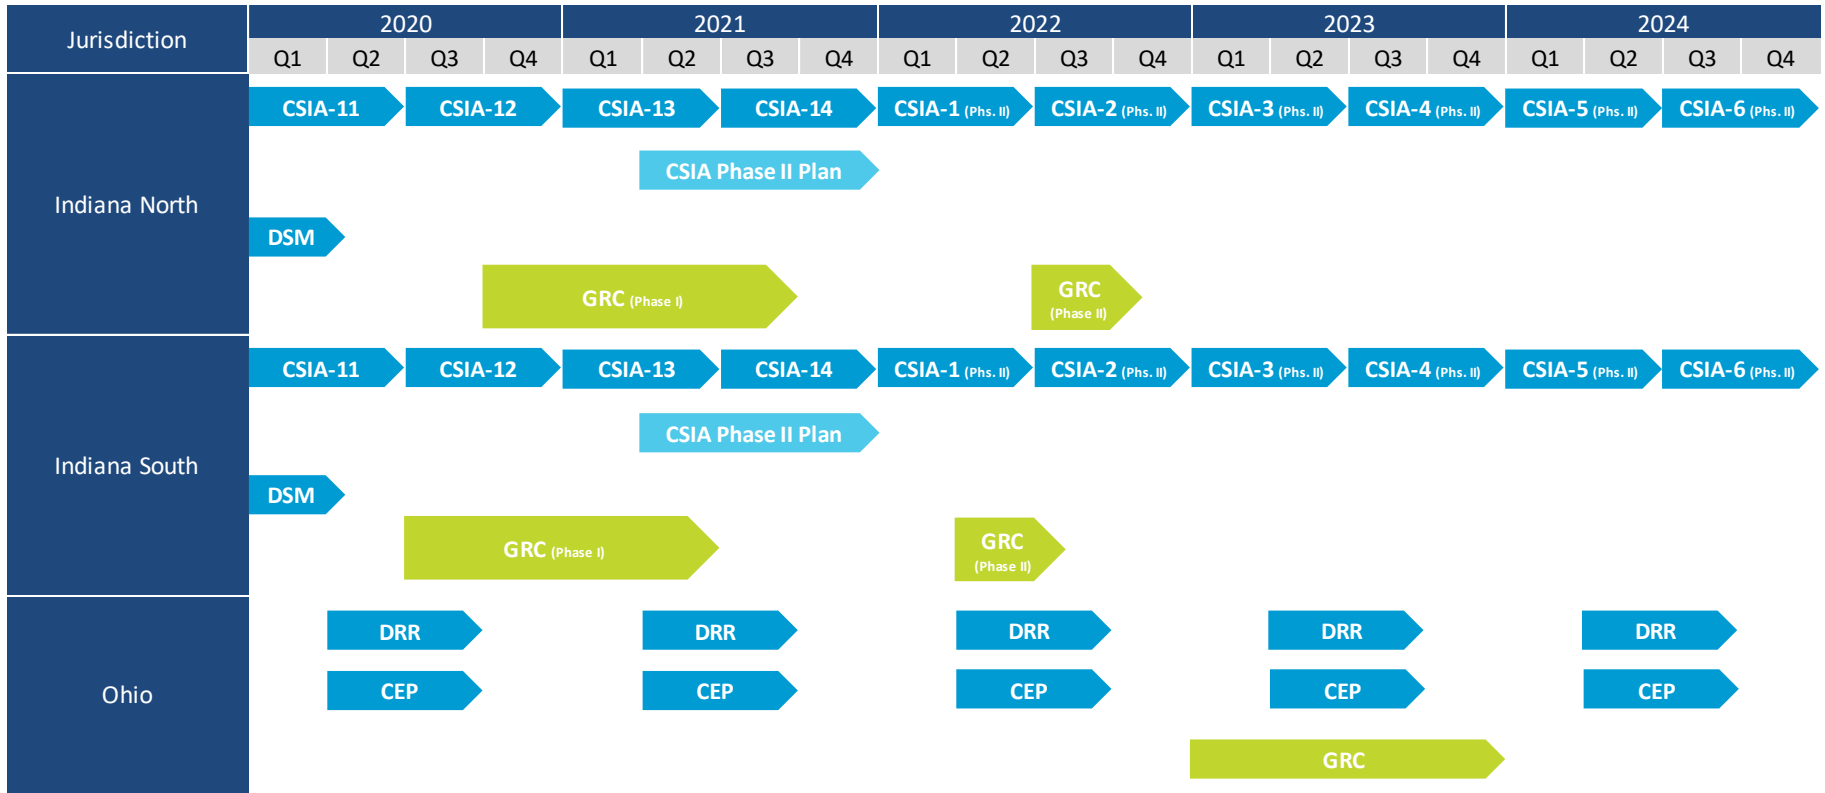 Jurisdiction
2020 2021 2022 2023 2024
Q1 Q2 Q3 Q4 Q1 Q2 Q3 Q4 Q1 Q2 Q3 Q4 Q1 Q2 Q3 Q4 Q1 Q2 Q3 Q4
Indiana North
CSIA-11 CSIA-12 CSIA-13 CSIA-14 CSIA-1 (Phs. II) CSIA-2 (Phs. II) CSIA-3 (Phs. II) CSIA-4 (Phs. II) CSIA-5 (Phs. II) CSIA-6 (Phs. II)
CSIA Phase II Plan
DSM
GRC (Phase I)
GRC
(Phase II)
Indiana South
CSIA-11 CSIA-12 CSIA-13 CSIA-14 CSIA-1 (Phs. II) CSIA-2 (Phs. II) CSIA-3 (Phs. II) CSIA-4 (Phs. II) CSIA-5 (Phs. II) CSIA-6 (Phs. II)
CSIA Phase II Plan
DSM
GRC (Phase I)
GRC
(Phase II)
Ohio
DRR DRR DRR DRR DRR
CEP CEP CEP CEP CEP
GRC